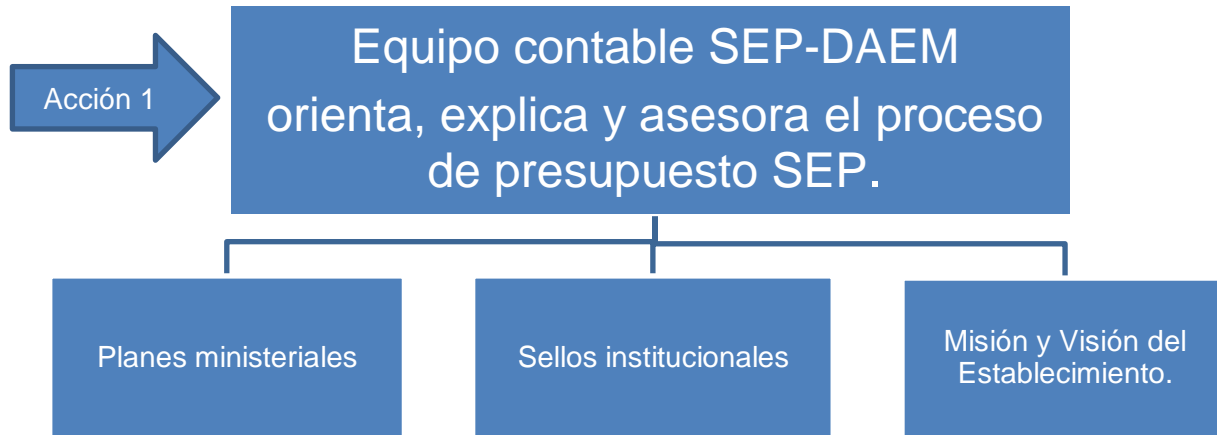 Acción 1
Equipo contable SEP-DAEM
orienta, explica y asesora el proceso
de presupuesto SEP.
Planes ministeriales
Sellos institucionales
Misión y Visión del
Establecimiento.